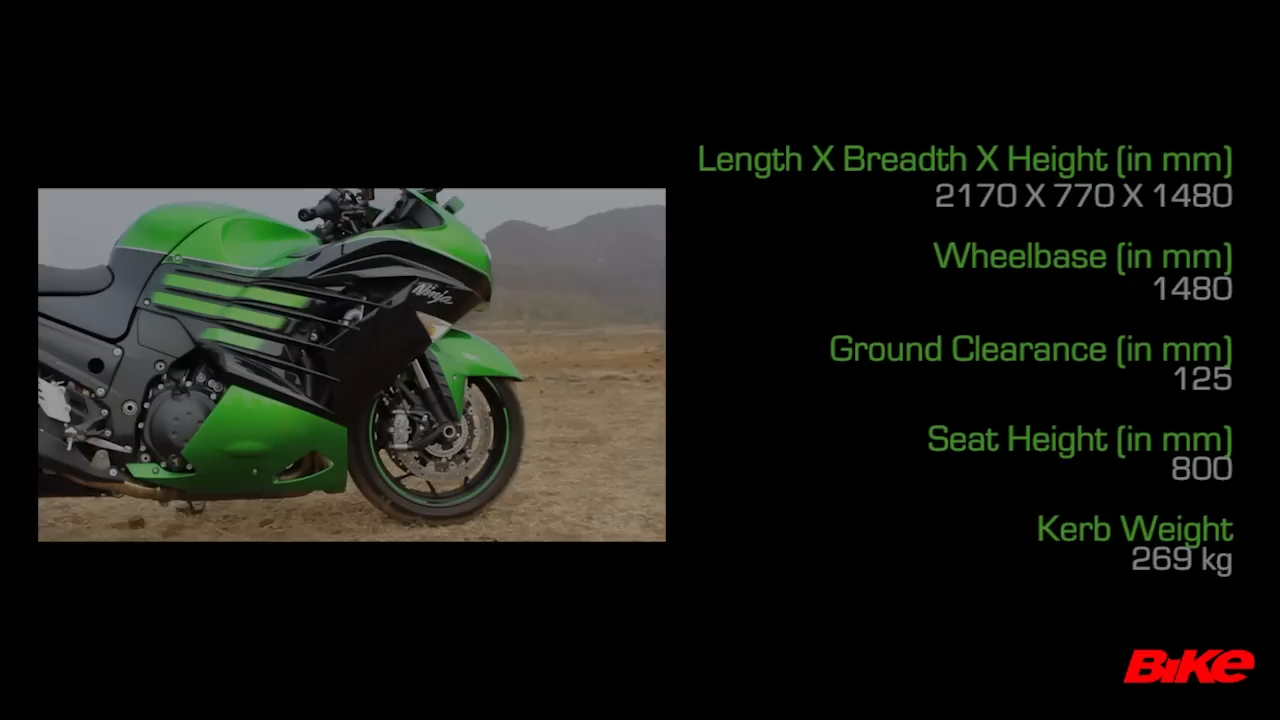 Length X Breadth X Height (in mm)
2170 X 770 X 1480
Wheelbase (in mm)
1480
Ground Clearance (in mm)
125
Seat Height (in mm)
800
Kerb Weight
269 kg
Ninja
BiKe